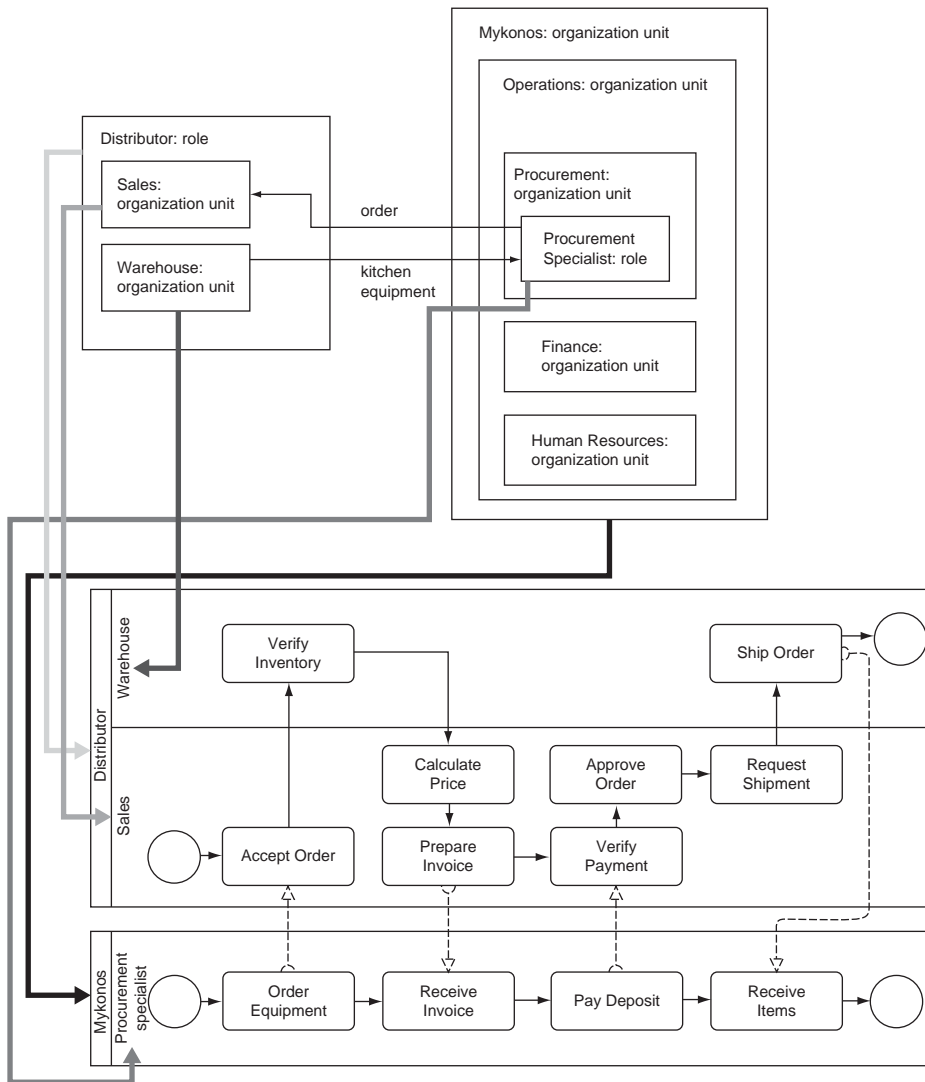 Mykonos: organization unit
Operations: organization unit
Distributor: role
Sales:
organization unit
Procurement:
organization unit
order
Procurement
Specialist: role
Warehouse:
organization unit
kitchen
equipment
Finance:
organization unit
Human Resources:
organization unit
Distributor
Warehouse
Verify
Inventory
Ship Order
Sales
Calculate
Price
Approve
Order
Request
Shipment
Accept Order
Prepare
Invoice
Verify
Payment
Mykonos
Procurement
specialist
Order
Equipment
Receive
Invoice
Pay Deposit
Receive
Items